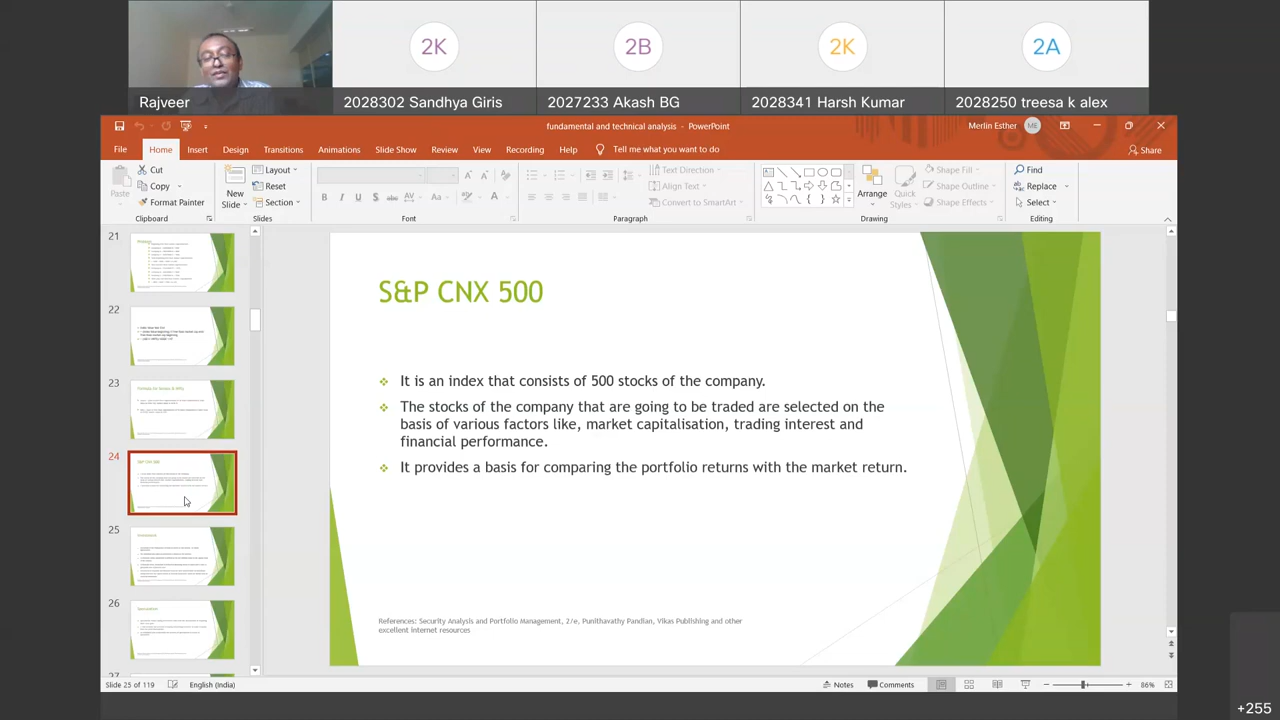 2K
2B
2K
2A
Rajveer
2028302 Sandhya Giris
2027233 Akash BG
2028341 Harsh Kumar
2028250 treesa k alex
fundamental and technical analysis - PowerPoint
Merlin Esther
ME
File
Home
Insert
Design
Transitions
Animations
Slide Show
Review
View
Recording
Help
Tell me what you want to do
Share
Paste
Cut
Copy
Format Painter
Clipboard
New
Slide
Layout
Reset
Section
Slides
Font
Text Direction
Align Text
Convert to SmartArt
Paragraph
Arrange
Quick
Styles
Shape Fill
Shape Outline
Shape Effects
Drawing
Find
Replace
Select
Editing
21
22
23
24
S&P CNX 500
25
26
S&P CNX 500
It is an index that consists of 500 stocks of the company.
The stocks of the company that are going to be traded are selected on the
basis of various factors like, market capitalisation, trading interest and
financial performance.
It provides a basis for comparing the portfolio returns with the market return.
References: Security Analysis and Portfolio Management, 2/e, Punithavathy Pandian, Vikas Publishing and other
excellent internet resources
Slide 23 of 119
English (India)
Notes
Comments
86%
+255